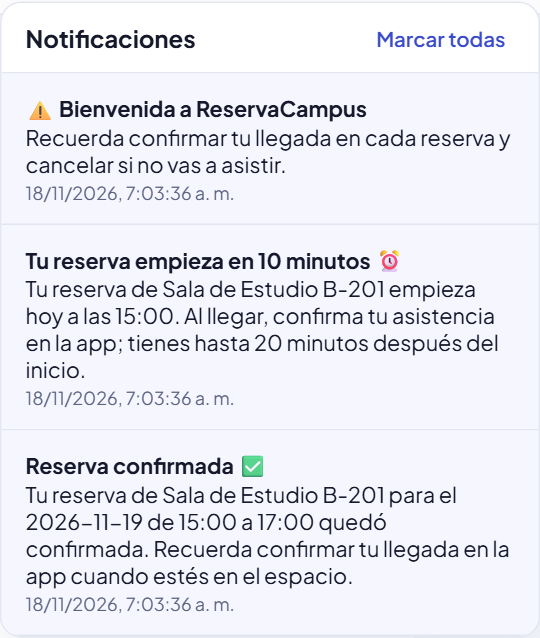 Notificaciones Marcar todas
⚠️ Bienvenida a ReservaCampus
Recuerda confirmar tu llegada en cada reserva y
cancelar si no vas a asistir.
18/11/2026, 7:03:36 a. m.
Tu reserva empieza en 10 minutos ⏰
Tu reserva de Sala de Estudio B-201 empieza
hoy a las 15:00. Al llegar, confirma tu asistencia
en la app; tienes hasta 20 minutos después del
inicio.
18/11/2026, 7:03:36 a. m.
Reserva confirmada ✅
Tu reserva de Sala de Estudio B-201 para el
2026-11-19 de 15:00 a 17:00 quedó
confirmada. Recuerda confirmar tu llegada en la
app cuando estés en el espacio.
18/11/2026, 7:03:36 a. m.